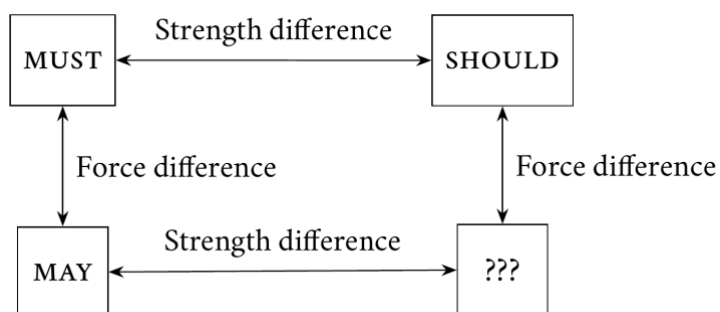 Strength difference
MUST
SHOULD
Force difference
Force difference
Strength difference
MAY
???